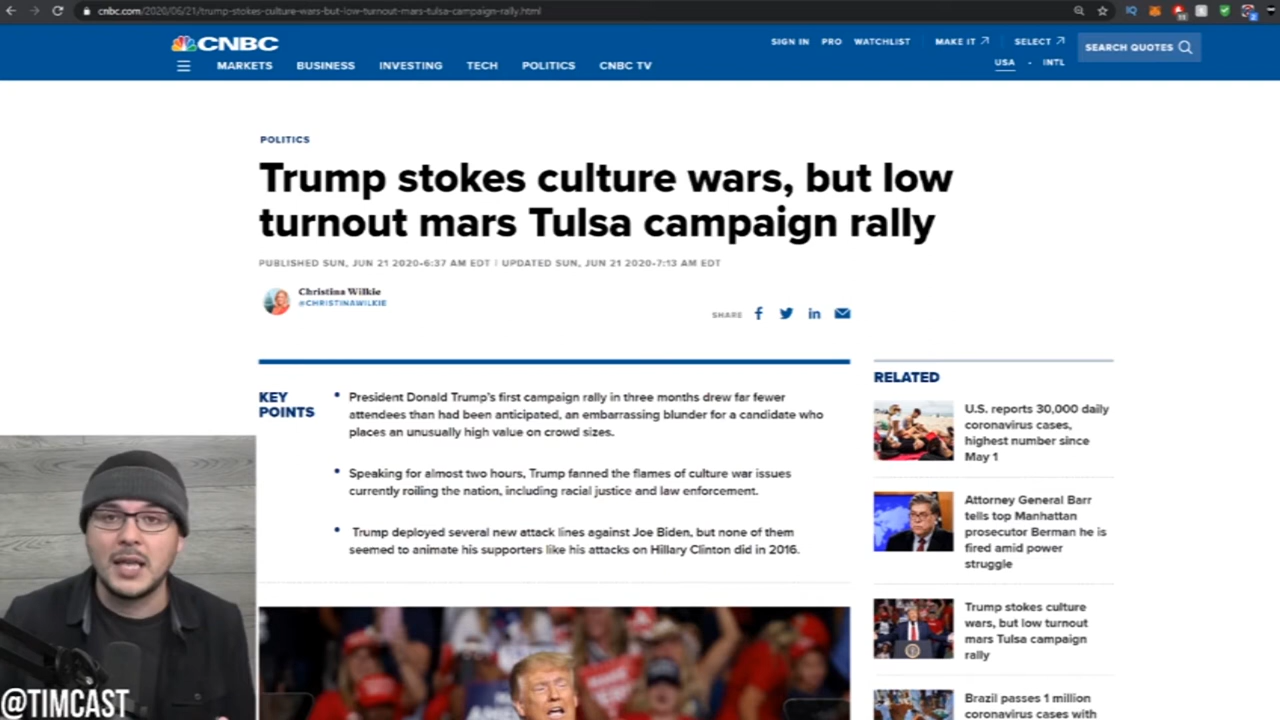 cnbc.com/2020/06/21/trump-stokes-culture-wars-but-low-turnout-mars-tulsa-campaign-rally.html
CNBC
SIGN IN PRO WATCHLIST MAKE IT SELECT
SEARCH QUOTES
USA - INTL
MARKETS BUSINESS INVESTING TECH POLITICS CNBC TV
POLITICS
Trump stokes culture wars, but low
turnout mars Tulsa campaign rally
PUBLISHED SUN, JUN 21 2020-6:37 AM EDT | UPDATED SUN, JUN 21 2020-7:13 AM EDT
Christina Wilkie
@CHRISTINAWILKIE
SHARE
KEY
POINTS
• President Donald Trump's first campaign rally in three months drew far fewer
attendees than had been anticipated, an embarrassing blunder for a candidate who
places an unusually high value on crowd sizes.
• Speaking for almost two hours, Trump fanned the flames of culture war issues
currently roiling the nation, including racial justice and law enforcement.
• Trump deployed several new attack lines against Joe Biden, but none of them
seemed to animate his supporters like his attacks on Hillary Clinton did in 2016.
RELATED
U.S. reports 30,000 daily
coronavirus cases,
highest number since
May 1
Attorney General Barr
tells top Manhattan
prosecutor Berman he is
fired amid power
struggle
Trump stokes culture
wars, but low turnout
mars Tulsa campaign
rally
Brazil passes 1 million
coronavirus cases with
@TIMCAST